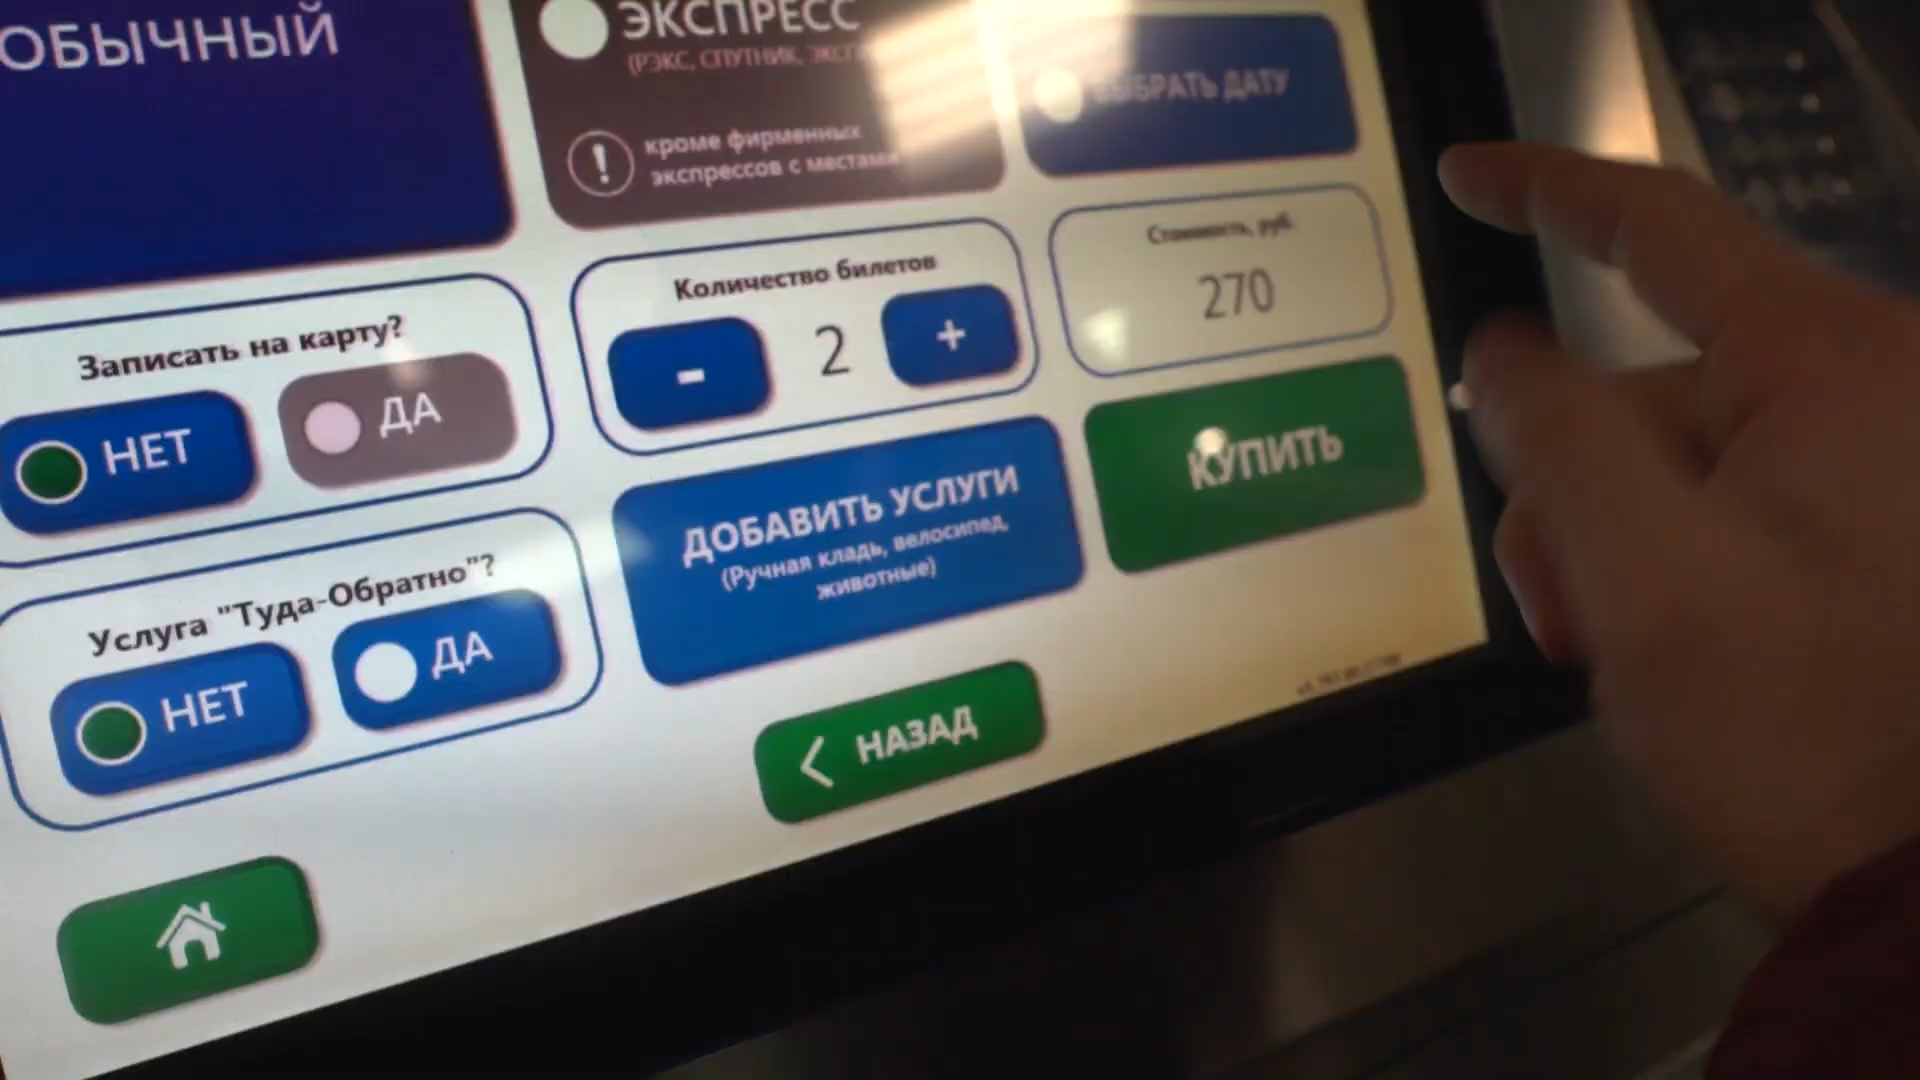 ОБЫЧНЫЙ
ЭКСПРЕСС
(РЭКС, СПУТНИК,
кроме фирменных
экспрессов с местами
ВЫБРАТЬ ДАТУ
Записать на карту?
НЕТ
ДА
Количество билетов
-
2
+
Стоимость, руб.
270
КУПИТЬ
ДОБАВИТЬ УСЛУГИ
(Ручная кладь, велосипед,
животные)
Услуга "Туда-Обратно"?
НЕТ
ДА
НАЗАД